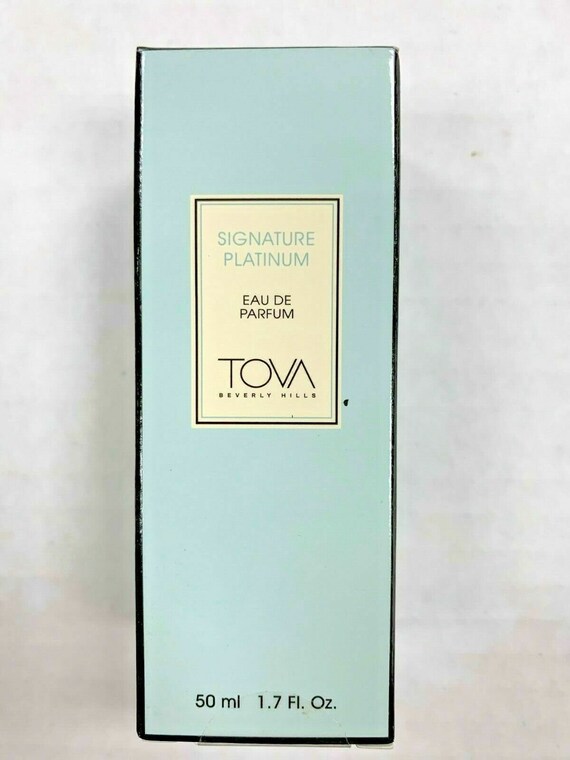 SIGNATURE
PLATINUM
EAU DE
PARFUM
TOVA
BEVERLY HILLS
50 ml 1.7 Fl. Oz.